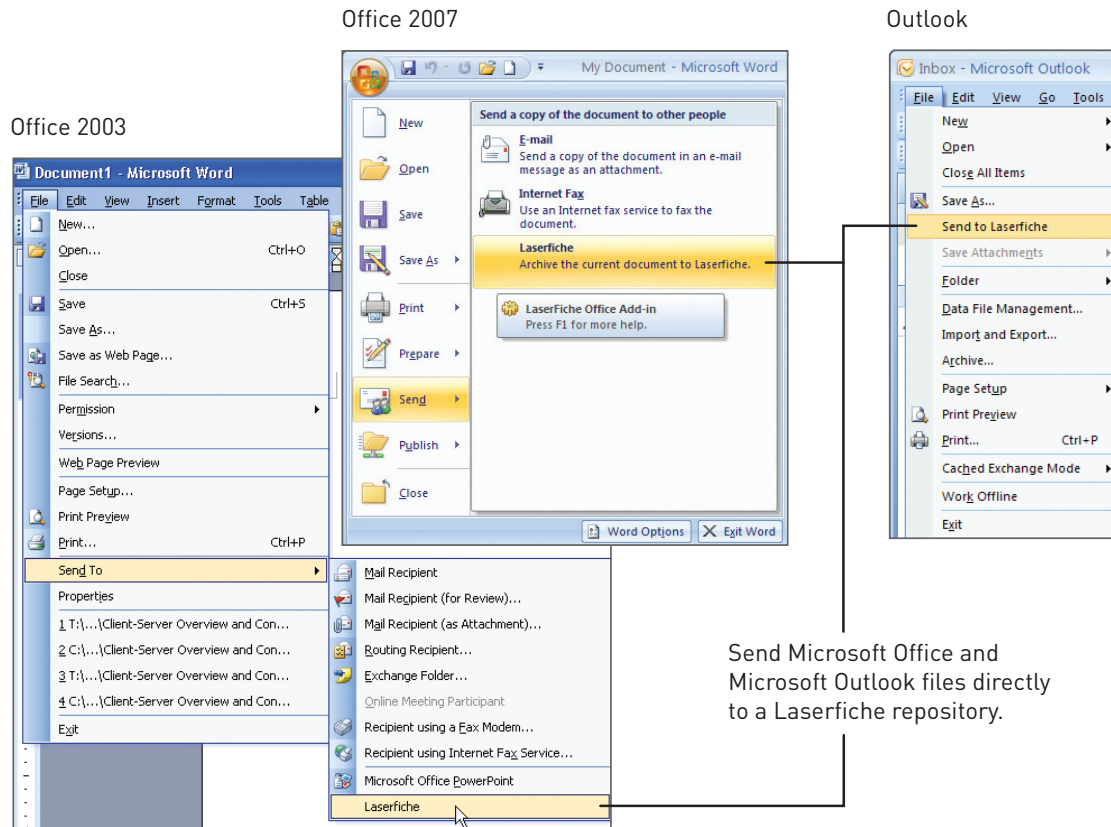 Office 2007
Outlook
Office 2003
My Document - Microsoft Word
New
Open
Save
Save As
Print
Prepare
Send
Publish
Close
Send a copy of the document to other people
E-mail
Send a copy of the document in an e-mail
message as an attachment.
Internet Fax
Use an Internet fax service to fax the
document.
Laserfiche
Archive the current document to Laserfiche.
LaserFiche Office Add-in
Press F1 for more help.
Word Options
Exit Word
Inbox - Microsoft Outlook
File Edit View Go Tools
New
Open
Close All Items
Save As...
Send to Laserfiche
Save Attachments
Folder
Data File Management...
Import and Export...
Archive...
Page Setup
Print Preview
Print... Ctrl+P
Cached Exchange Mode
Work Offline
Exit
Document1 - Microsoft Word
File Edit View Insert Format Tools Table
New...
Open... Ctrl+O
Close
Save Ctrl+S
Save As...
Save as Web Page...
File Search...
Permission
Versions...
Web Page Preview
Page Setup...
Print Preview
Print... Ctrl+P
Send To
Properties
1 T:\...\Client-Server Overview and Con...
2 C:\...\Client-Server Overview and Con...
3 T:\...\Client-Server Overview and Con...
4 C:\...\Client-Server Overview and Con...
Exit
Mail Recipient
Mail Recipient (for Review)...
Mail Recipient (as Attachment)...
Routing Recipient...
Exchange Folder...
Online Meeting Participant
Recipient using a Fax Modem...
Recipient using Internet Fax Service...
Microsoft Office PowerPoint
Laserfiche
Send Microsoft Office and
Microsoft Outlook files directly
to a Laserfiche repository.